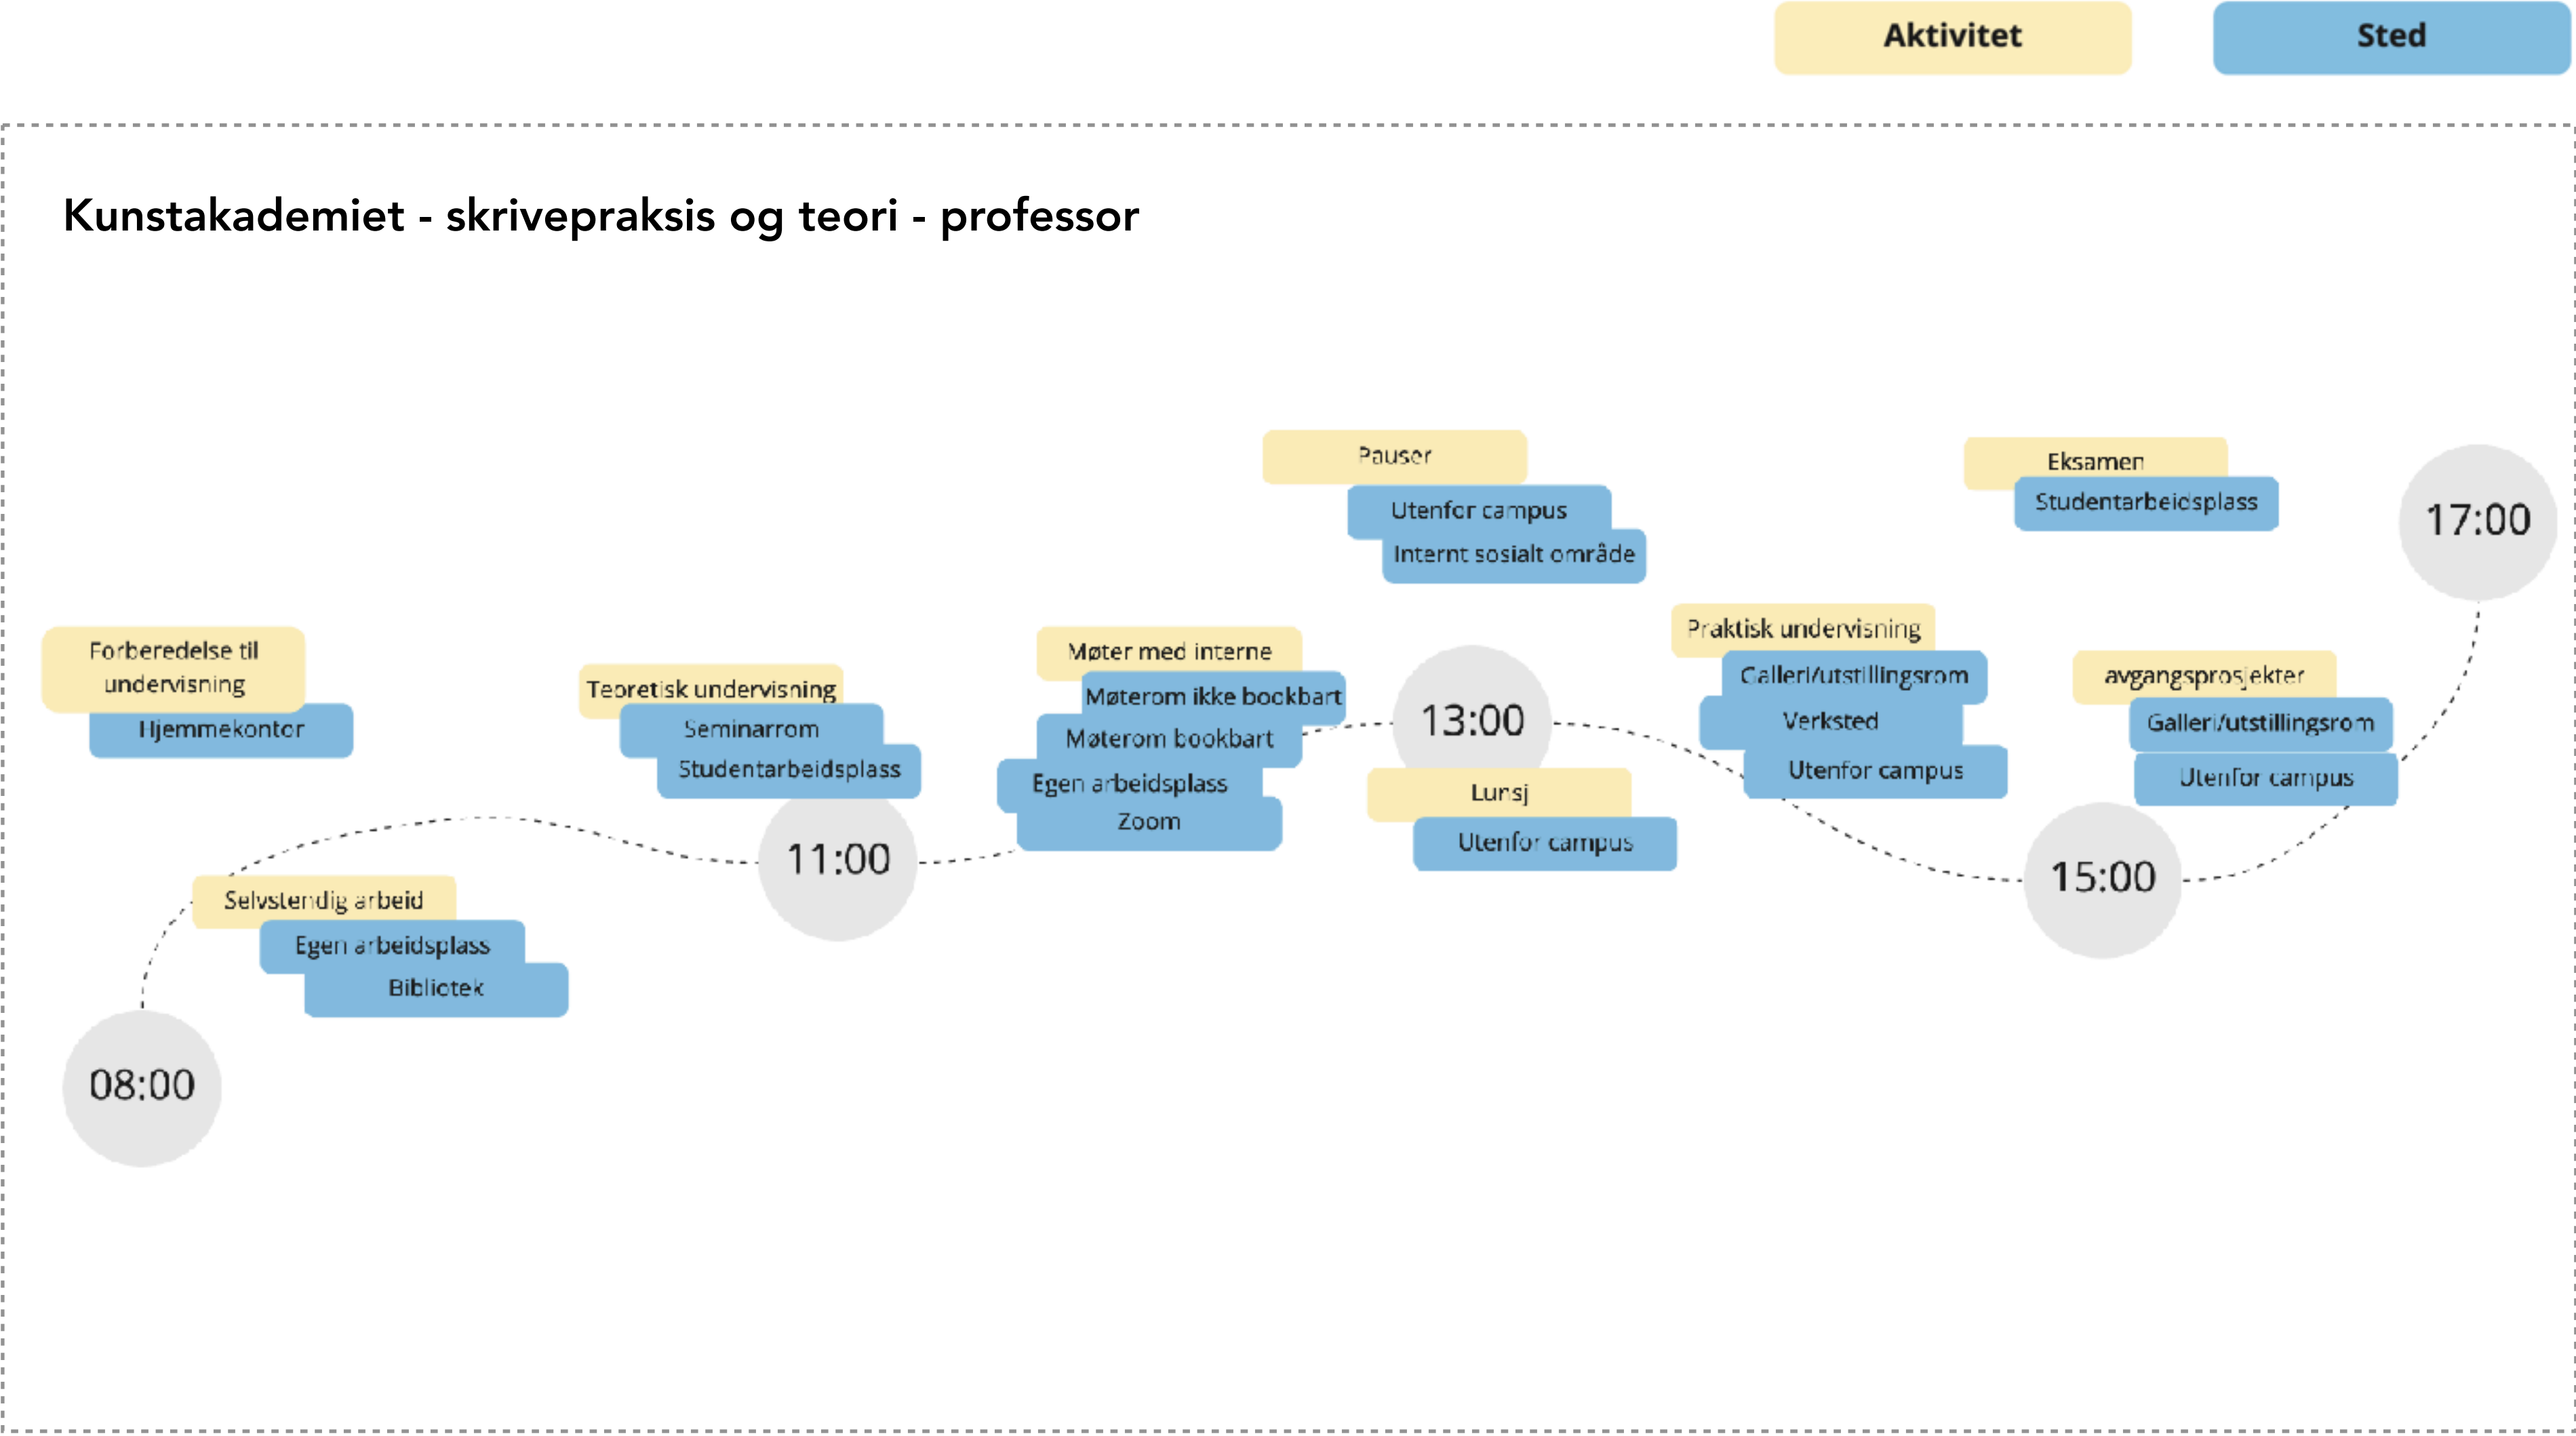 Aktivitet
Sted
Kunstakademiet - skrivepraksis og teori - professor
Forberedelse til
undervisning
Hjemmekontor
Selvstendig arbeid
Egen arbeidsplass
Bibliotek
08:00
Teoretisk undervisning
Seminarrom
Studentarbeidsplass
11:00
Møter med interne
Møterom ikke bookbart
Møterom bookbart
Egen arbeidsplass
Zoom
Pauser
Utenfor campus
Internt sosialt område
13:00
Lunsj
Utenfor campus
Praktisk undervisning
Galleri/utstillingsrom
Verksted
Utenfor campus
Eksamen
Studentarbeidsplass
avgangsprosjekter
Galleri/utstillingsrom
Utenfor campus
15:00
17:00